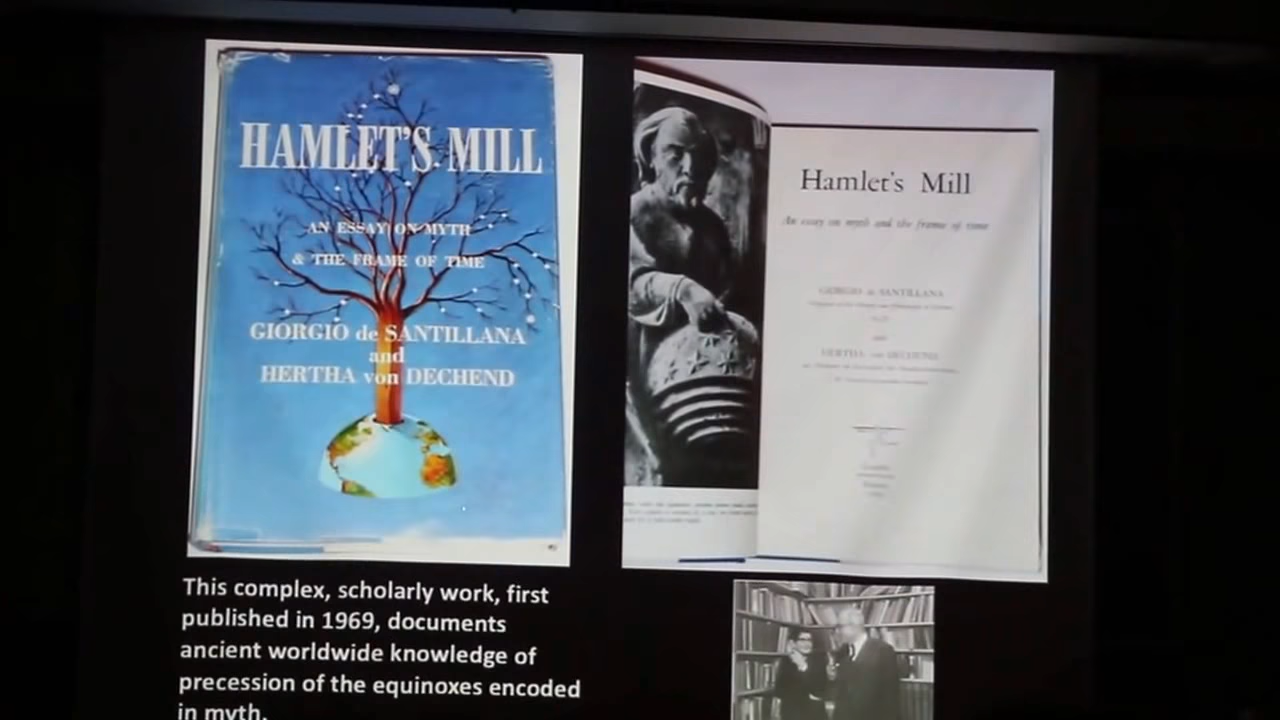 HAMLET'S MILL
AN ESSAY ON MYTH
& THE FRAME OF TIME
GIORGIO de SANTILLANA
and
HERTHA von DECHEND
Hamlet's Mill
An essay on myth and the frame of time
GIORGIO de SANTILLANA
and
HERTHA von DECHEND
This complex, scholarly work, first
published in 1969, documents
ancient worldwide knowledge of
precession of the equinoxes encoded
in myth.